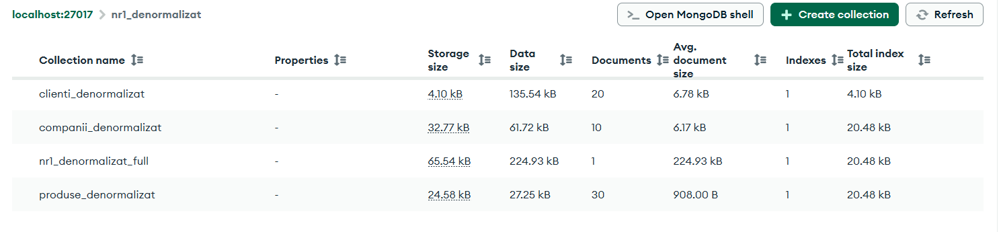 localhost:27017 nr1_denormalizat Open MongoDB shell Create collection Refresh
Collection name Properties Storage size Data size Documents Avg. document size Indexes Total index size
clienti_denormalizat - 4.10 kB 135.54 kB 20 6.78 kB 1 4.10 kB
companii_denormalizat - 32.77 kB 61.72 kB 10 6.17 kB 1 20.48 kB
nr1_denormalizat_full - 65.54 kB 224.93 kB 1 224.93 kB 1 20.48 kB
produse_denormalizat - 24.58 kB 27.25 kB 30 908.00 B 1 20.48 kB